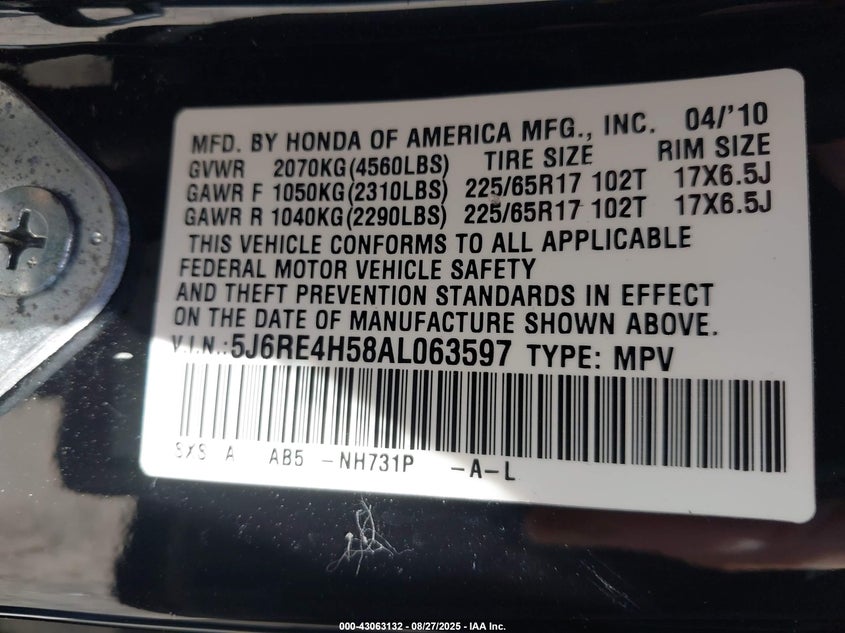 MFD. BY HONDA OF AMERICA MFG., INC. 04/'10
GVWR 2070KG(4560LBS) TIRE SIZE RIM SIZE
GAWR F 1050KG(2310LBS) 225/65R17 102T 17X6.5J
GAWR R 1040KG(2290LBS) 225/65R17 102T 17X6.5J
THIS VEHICLE CONFORMS TO ALL APPLICABLE
FEDERAL MOTOR VEHICLE SAFETY
AND THEFT PREVENTION STANDARDS IN EFFECT
ON THE DATE OF MANUFACTURE SHOWN ABOVE.
V.I.N.:5J6RE4H58AL063597 TYPE: MPV
A AB5 -NH731P -A-L
000-43063132 - 08/27/2025 - IAA Inc.